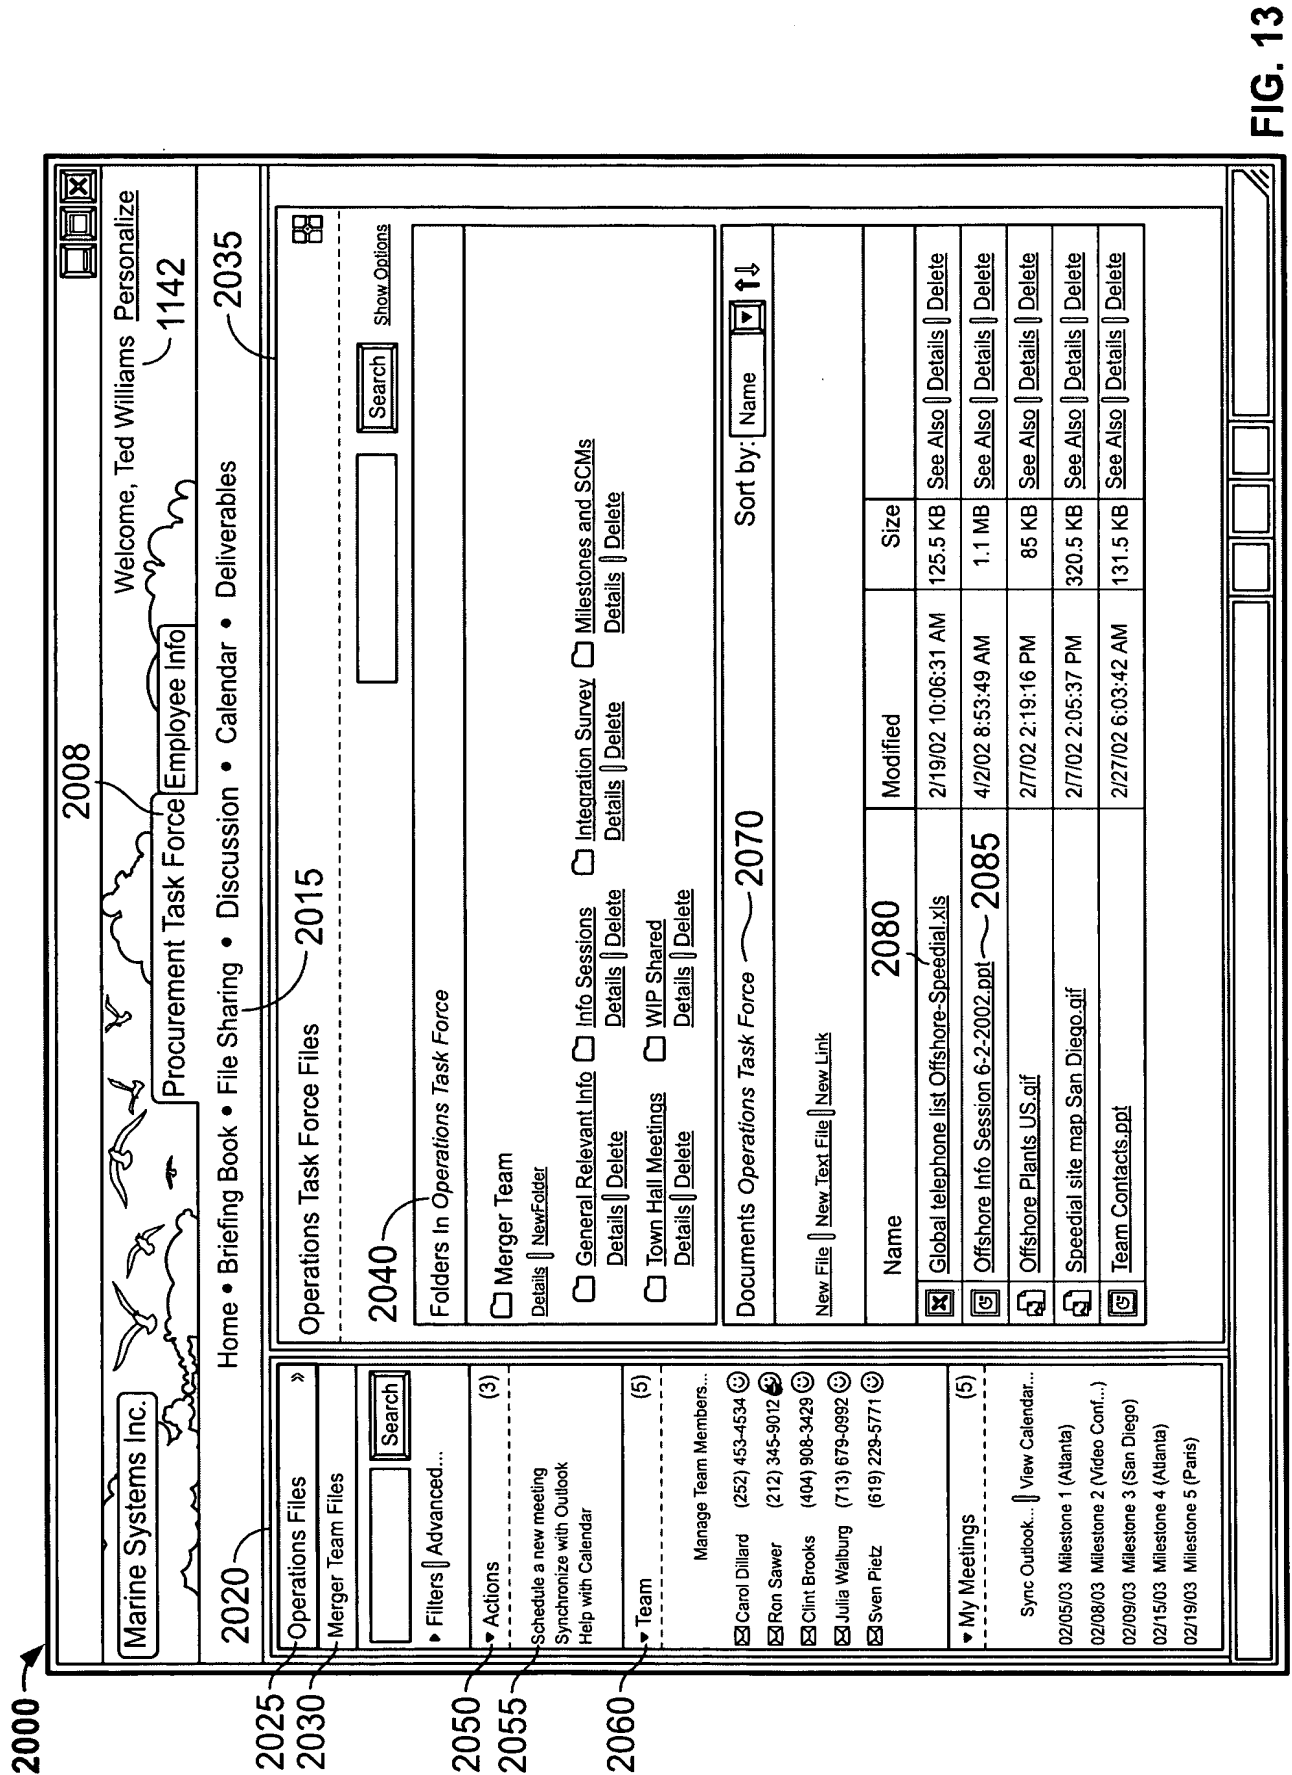 2000
2008
Marine Systems Inc.
Procurement Task Force
Employee Info
Welcome, Ted Williams Personalize
1142
Home • Briefing Book • File Sharing • Discussion • Calendar • Deliverables
2020
2015
2035
2025
Operations Files »
2030
Merger Team Files
Search
Filters Advanced...
2050
Actions (3)
2055
Schedule a new meeting
Synchronize with Outlook
Help with Calendar
2060
Team (5)
Manage Team Members...
Carol Dillard (252) 453-4534
Ron Sawer (212) 345-9012
Clint Brooks (404) 908-3429
Julia Walburg (713) 679-0992
Sven Pietz (619) 229-5771
My Meetings (5)
Sync Outlook... View Calendar...
02/05/03 Milestone 1 (Atlanta)
02/08/03 Milestone 2 (Video Conf...)
02/09/03 Milestone 3 (San Diego)
02/15/03 Milestone 4 (Atlanta)
02/19/03 Milestone 5 (Paris)
Operations Task Force Files
Search Show Options
2040
Folders In Operations Task Force
Merger Team
Details NewFolder
General Relevant Info Info Sessions Integration Survey Milestones and SCMs
Details Delete Details Delete Details Delete Details Delete
Town Hall Meetings WIP Shared
Details Delete Details Delete
Documents Operations Task Force 2070 Sort by: Name
New File New Text File New Link
Name 2080 Modified Size
Global telephone list Offshore-Speedial.xls 2/19/02 10:06:31 AM 125.5 KB See Also Details Delete
Offshore Info Session 6-2-2002.ppt 2085 4/2/02 8:53:49 AM 1.1 MB See Also Details Delete
Offshore Plants US.gif 2/7/02 2:19:16 PM 85 KB See Also Details Delete
Speedial site map San Diego.gif 2/7/02 2:05:37 PM 320.5 KB See Also Details Delete
Team Contacts.ppt 2/27/02 6:03:42 AM 131.5 KB See Also Details Delete
FIG. 13